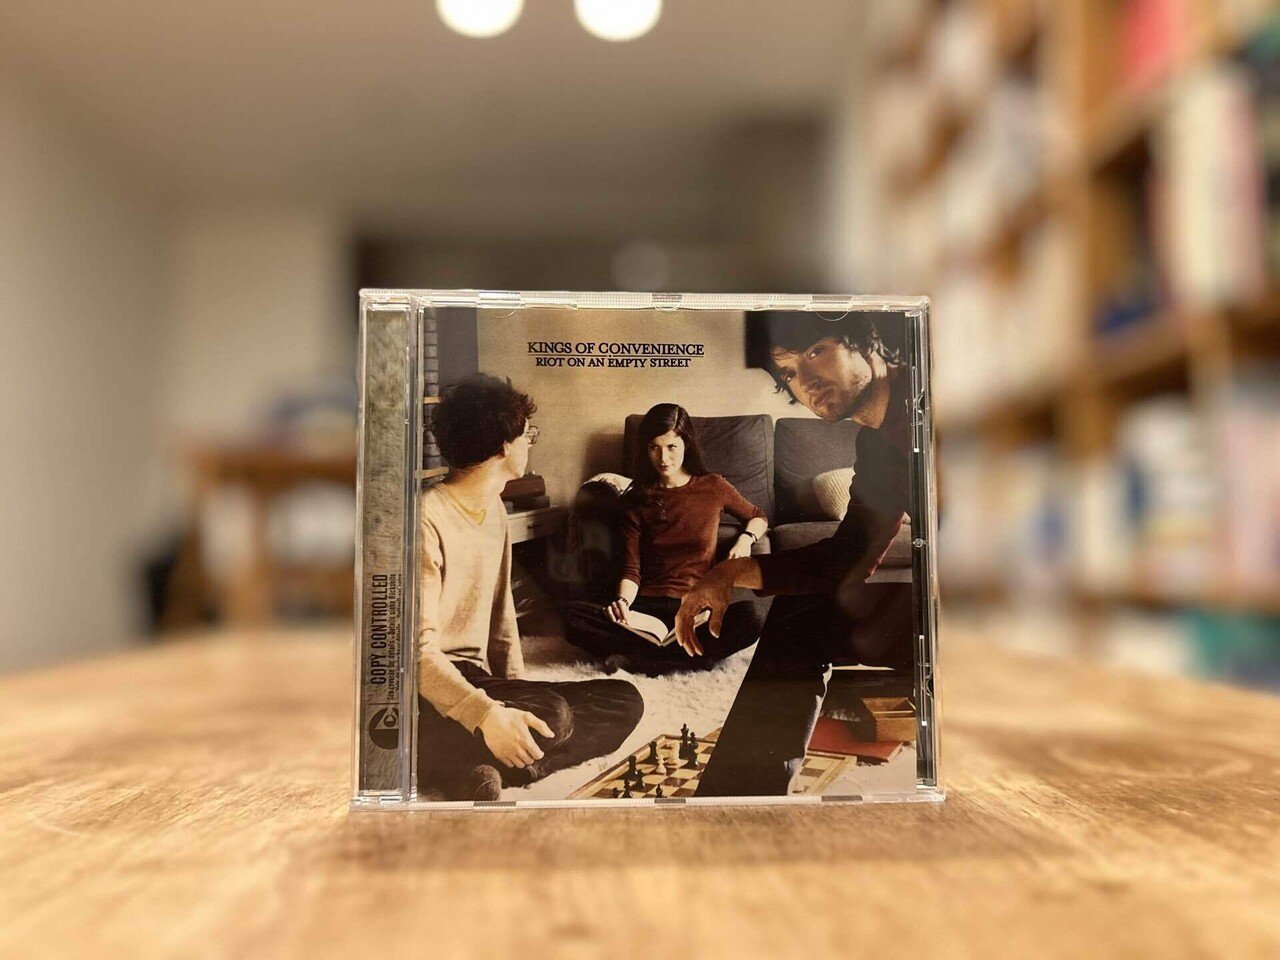 KINGS OF CONVENIENCE
RIOT ON AN EMPTY STREET
COPY CONTROLLED